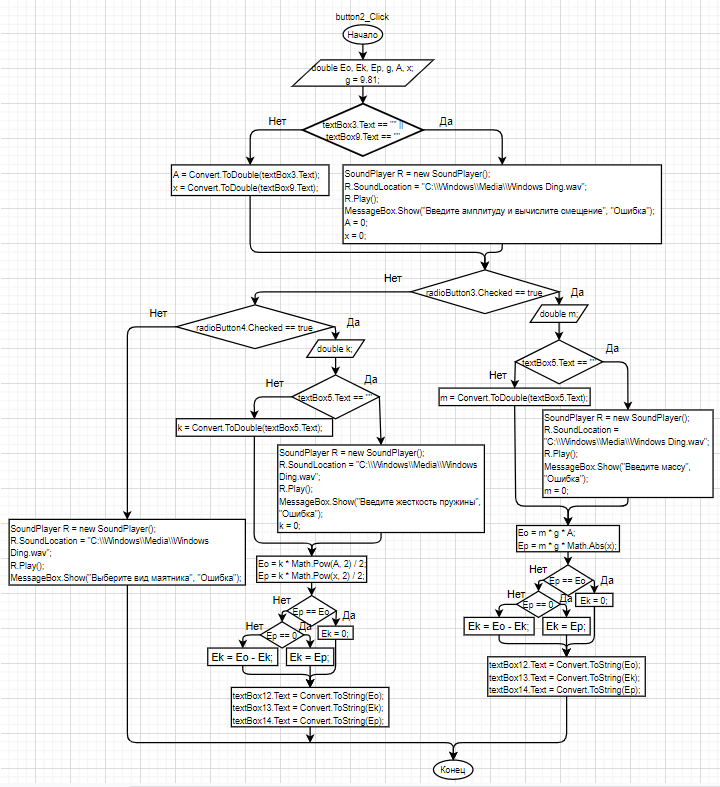 button2_Click
Начало
double Eo, Ek, Ep, g, A, x;
g = 9.81;
textBox3.Text == "" ||
textBox9.Text == ""
Нет
Да
A = Convert.ToDouble(textBox3.Text);
x = Convert.ToDouble(textBox9.Text);
SoundPlayer R = new SoundPlayer();
R.SoundLocation = "C:\\Windows\\Media\\Windows Ding.wav";
R.Play();
MessageBox.Show("Введите амплитуду и вычислите смещение", "Ошибка");
A = 0;
x = 0;
radioButton3.Checked == true
Нет
Да
radioButton4.Checked == true
Нет
Да
double m;
double k;
textBox5.Text == ""
Нет
Да
textBox5.Text == ""
Нет
Да
m = Convert.ToDouble(textBox5.Text);
SoundPlayer R = new SoundPlayer();
R.SoundLocation =
"C:\\Windows\\Media\\Windows Ding.wav";
R.Play();
MessageBox.Show("Введите массу",
"Ошибка");
m = 0;
k = Convert.ToDouble(textBox5.Text);
SoundPlayer R = new SoundPlayer();
R.SoundLocation = "C:\\Windows\\Media\\Windows
Ding.wav";
R.Play();
MessageBox.Show("Введите жесткость пружины",
"Ошибка");
k = 0;
SoundPlayer R = new SoundPlayer();
R.SoundLocation = "C:\\Windows\\Media\\Windows
Ding.wav";
R.Play();
MessageBox.Show("Выберите вид маятника", "Ошибка");
Eo = m * g * A;
Ep = m * g * Math.Abs(x);
Eo = k * Math.Pow(A, 2) / 2;
Ep = k * Math.Pow(x, 2) / 2;
Ep == Eo
Нет
Да
Ep == 0
Нет
Да
Ek = 0;
Ek = Eo - Ek;
Ek = Ep;
Ep == Eo
Нет
Да
Ep == 0
Нет
Да
Ek = 0;
Ek = Eo - Ek;
Ek = Ep;
textBox12.Text = Convert.ToString(Eo);
textBox13.Text = Convert.ToString(Ek);
textBox14.Text = Convert.ToString(Ep);
textBox12.Text = Convert.ToString(Eo);
textBox13.Text = Convert.ToString(Ek);
textBox14.Text = Convert.ToString(Ep);
Конец